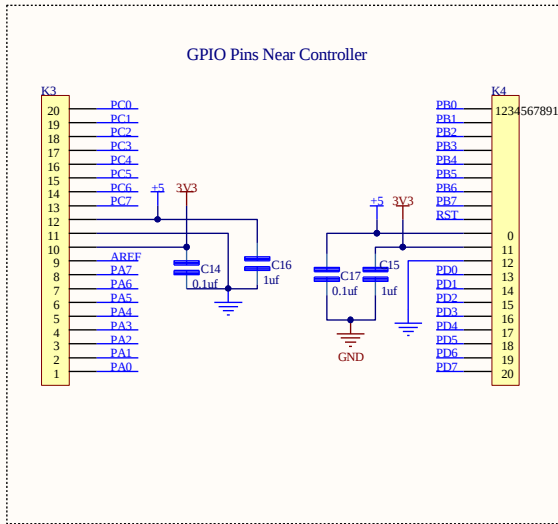 GPIO Pins Near Controller
K3
20 PC0
19 PC1
18 PC2
17 PC3
16 PC4
15 PC5
14 PC6
13 PC7
12
11
10
9 AREF
8 PA7
7 PA6
6 PA5
5 PA4
4 PA3
3 PA2
2 PA1
1 PA0
+5
3V3
C14
0.1uf
C16
1uf
K4
PB0 1234567891
PB1
PB2
PB3
PB4
PB5
PB6
PB7
RST
0
11
12
PD0 13
PD1 14
PD2 15
PD3 16
PD4 17
PD5 18
PD6 19
PD7 20
+5
3V3
C17
0.1uf
C15
1uf
GND